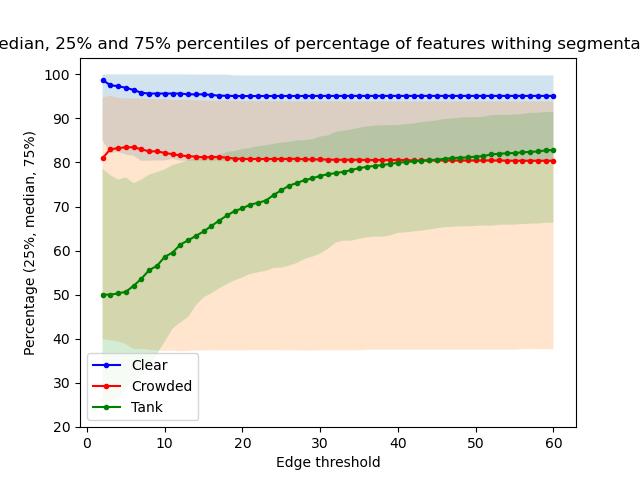 edian, 25% and 75% percentiles of percentage of features withing segmenta
Percentage (25%, median, 75%)
100
90
80
70
60
50
40
30
20
Clear
Crowded
Tank
0 10 20 30 40 50 60
Edge threshold